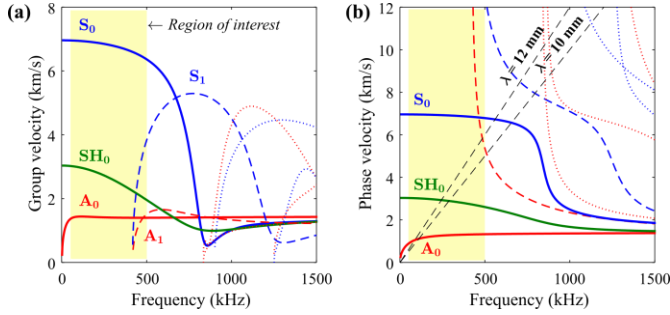 (a)
8
6
4
2
0
Group velocity (km/s)
S0
← Region of interest
S1
SH0
A0
A1
0 500 1000 1500
Frequency (kHz)
(b)
12
10
8
6
4
2
0
Phase velocity (km/s)
λ = 12 mm
λ = 10 mm
S0
SH0
A0
0 500 1000 1500
Frequency (kHz)